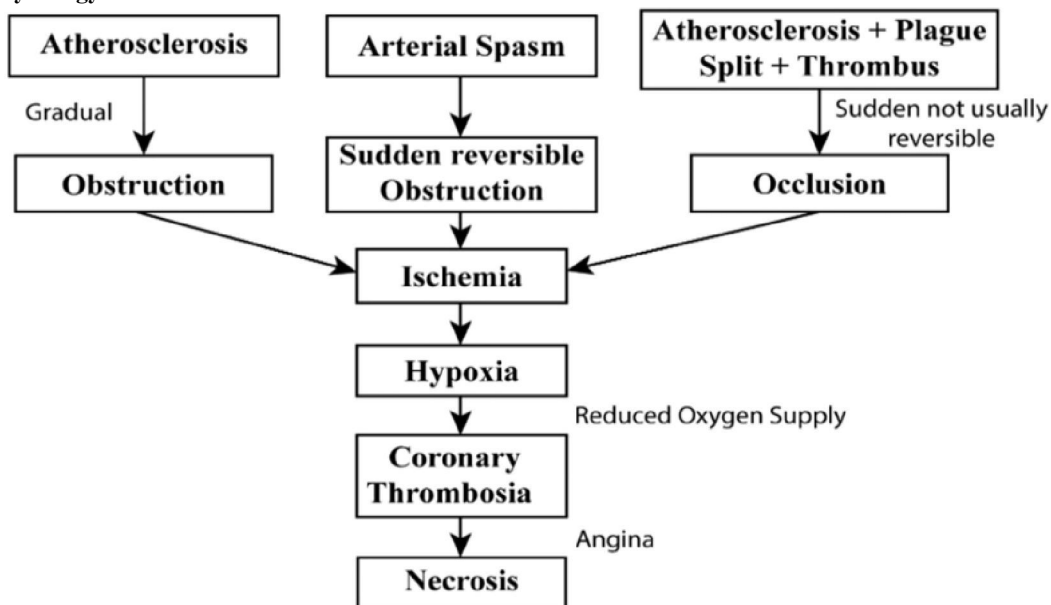 Atherosclerosis
Arterial Spasm
Atherosclerosis + Plague
Split + Thrombus
Gradual
Sudden not usually
reversible
Obstruction
Sudden reversible
Obstruction
Occlusion
Ischemia
Hypoxia
Reduced Oxygen Supply
Coronary
Thrombosia
Angina
Necrosis